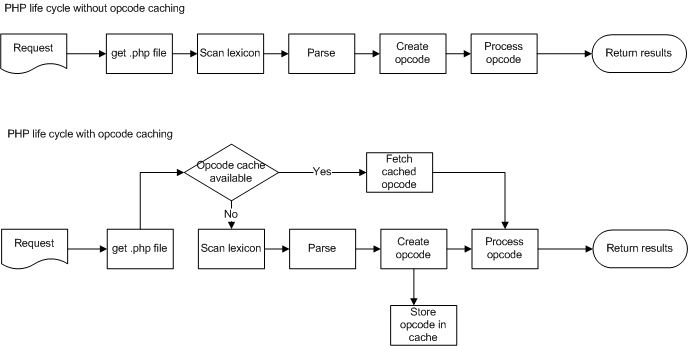 PHP life cycle without opcode caching
Request
get .php file
Scan lexicon
Parse
Create
opcode
Process
opcode
Return results
PHP life cycle with opcode caching
Opcode cache
available
Yes
Fetch
cached
opcode
No
Request
get .php file
Scan lexicon
Parse
Create
opcode
Process
opcode
Return results
Store
opcode in
cache